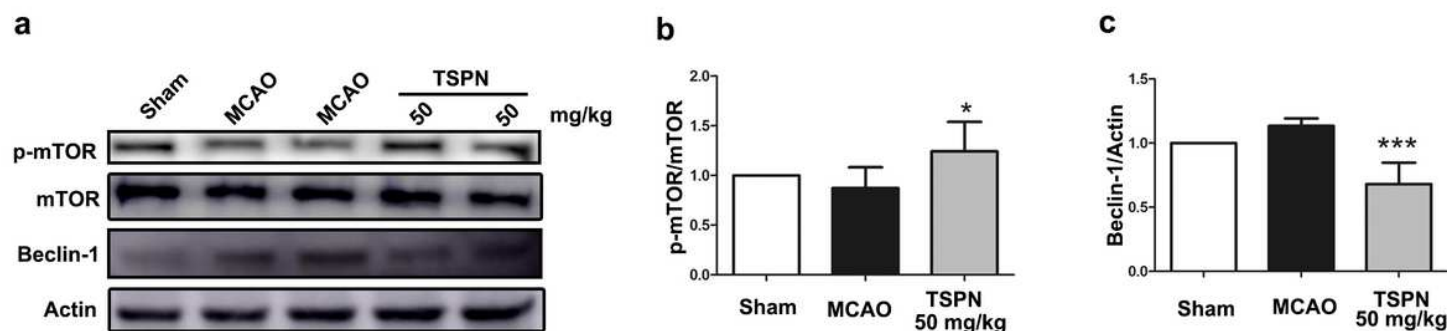 a
Sham
MCAO
MCAO
TSPN
50
50
mg/kg
p-mTOR
mTOR
Beclin-1
Actin
b
p-mTOR/mTOR
2.0
1.5
1.0
0.5
0.0
*
Sham
MCAO
TSPN
50 mg/kg
c
Beclin-1/Actin
1.5
1.0
0.5
0.0
***
Sham
MCAO
TSPN
50 mg/kg